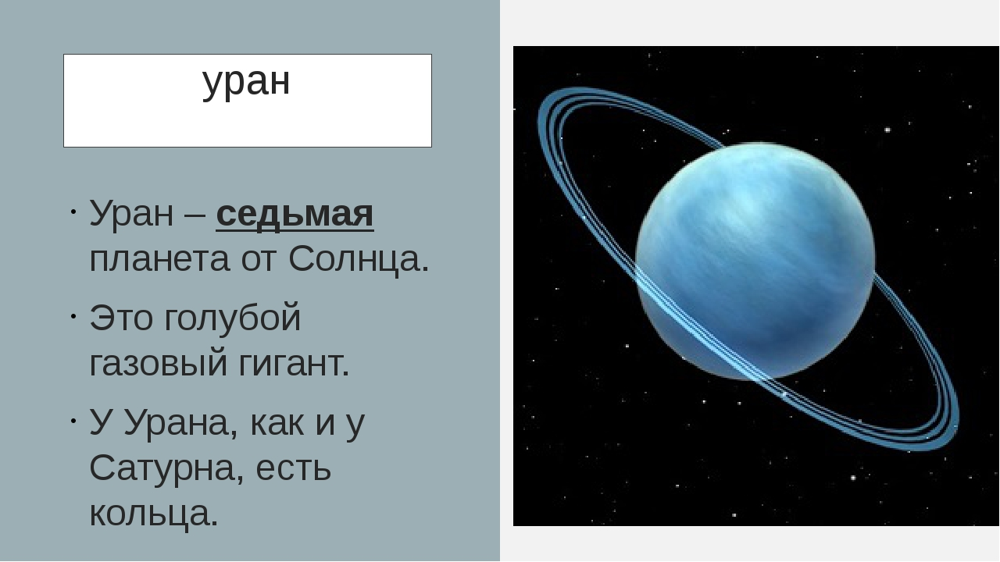 уран
• Уран – седьмая
планета от Солнца.
• Это голубой
газовый гигант.
• У Урана, как и у
Сатурна, есть
кольца.